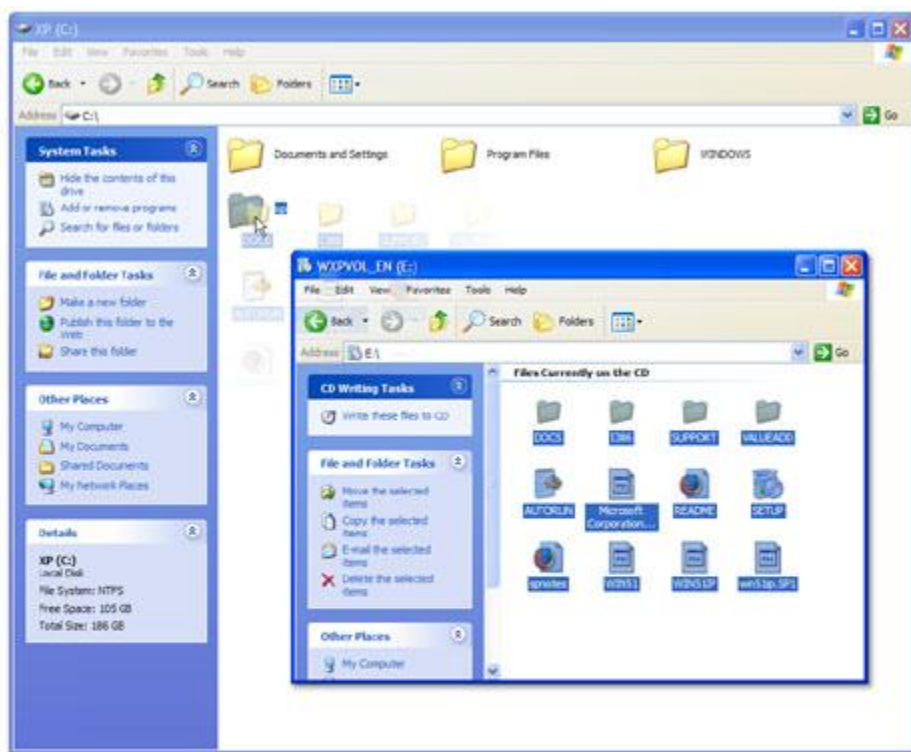 XP (C:)
File Edit View Favorites Tools Help
Back Search Folders
Address C:\ Go
System Tasks
Hide the contents of this
drive
Add or remove programs
Search for files or folders
File and Folder Tasks
Make a new folder
Publish this folder to the
Web
Share this folder
Other Places
My Computer
My Documents
Shared Documents
My Network Places
Details
XP (C:)
Local Disk
File System: NTFS
Free Space: 105 GB
Total Size: 186 GB
Documents and Settings Program Files WINDOWS
xp
DOCS I386 SUPPORT
AUTORUN
WXPVOL_EN (E:)
File Edit View Favorites Tools Help
Back Search Folders
Address E:\ Go
CD Writing Tasks
Write these files to CD
File and Folder Tasks
Move the selected
items
Copy the selected
items
E-mail the selected
items
Delete the selected
items
Other Places
My Computer
Files Currently on the CD
DOCS I386 SUPPORT VALUEADD
AUTORUN Microsoft Corporation... README SETUP
spnotes WIN51 WIN51IP win51ip.SP1